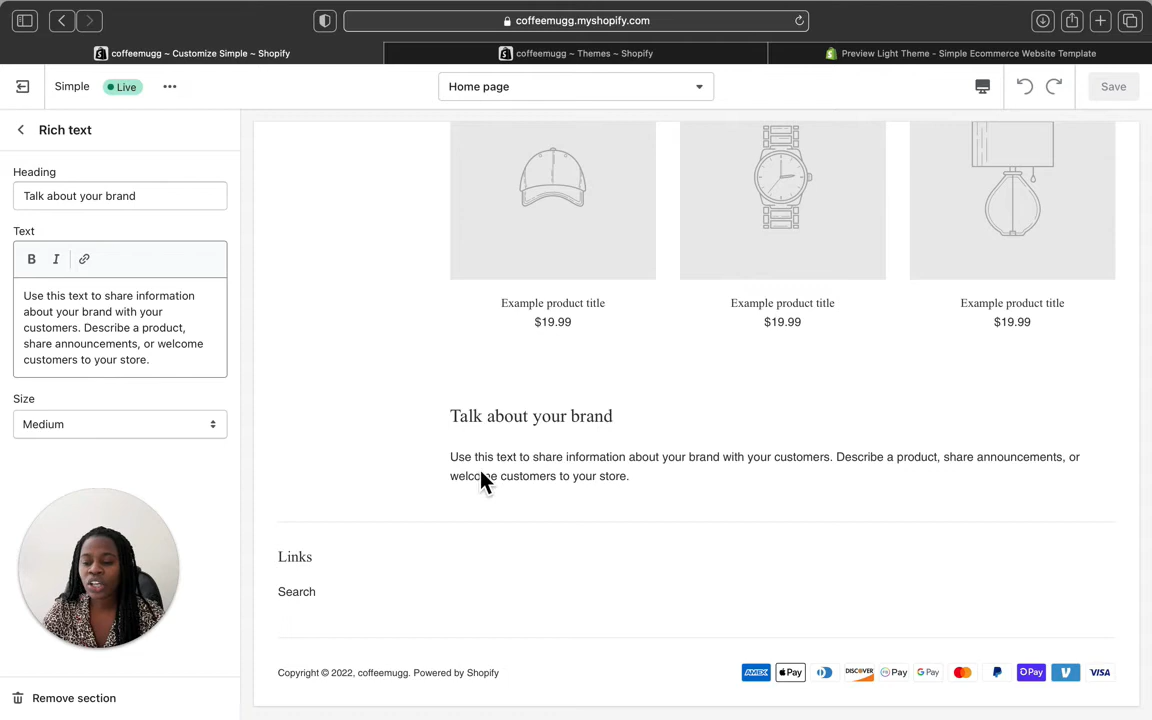 coffeemugg.myshopify.com
coffeemugg ~ Customize Simple ~ Shopify
coffeemugg ~ Themes ~ Shopify
Preview Light Theme - Simple Ecommerce Website Template
Simple
Live
Home page
Save
Rich text
Heading
Talk about your brand
Text
B I
Use this text to share information
about your brand with your
customers. Describe a product,
share announcements, or welcome
customers to your store.
Size
Medium
Remove section
Example product title
$19.99
Example product title
$19.99
Example product title
$19.99
Talk about your brand
Use this text to share information about your brand with your customers. Describe a product, share announcements, or
welcome customers to your store.
Links
Search
Copyright © 2022, coffeemugg. Powered by Shopify
AMEX
Pay
DISCOVER
Pay
G Pay
Pay
VISA